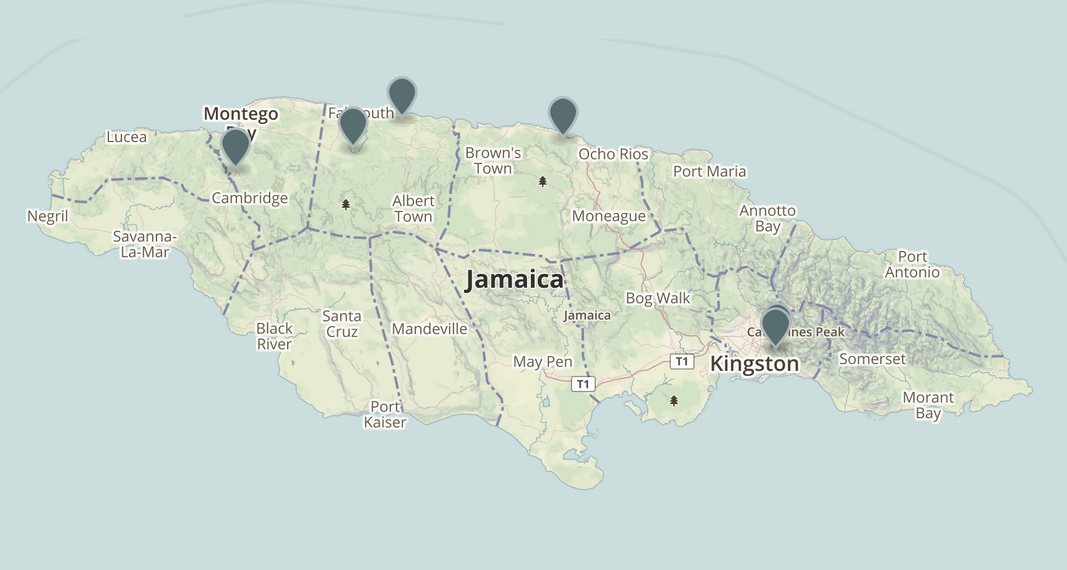 Montego
Lucea
Brown's
Town
Ocho Rios
Port Maria
Cambridge
Albert
Town
Negril
Moneague
Annotto
Bay
Savanna-
La-Mar
Port
Antonio
Jamaica
Bog Walk
Santa
Cruz
Black
River
Mandeville
Jamaica
Peak
May Pen
T1
Kingston
Somerset
T1
Port
Kaiser
Morant
Bay